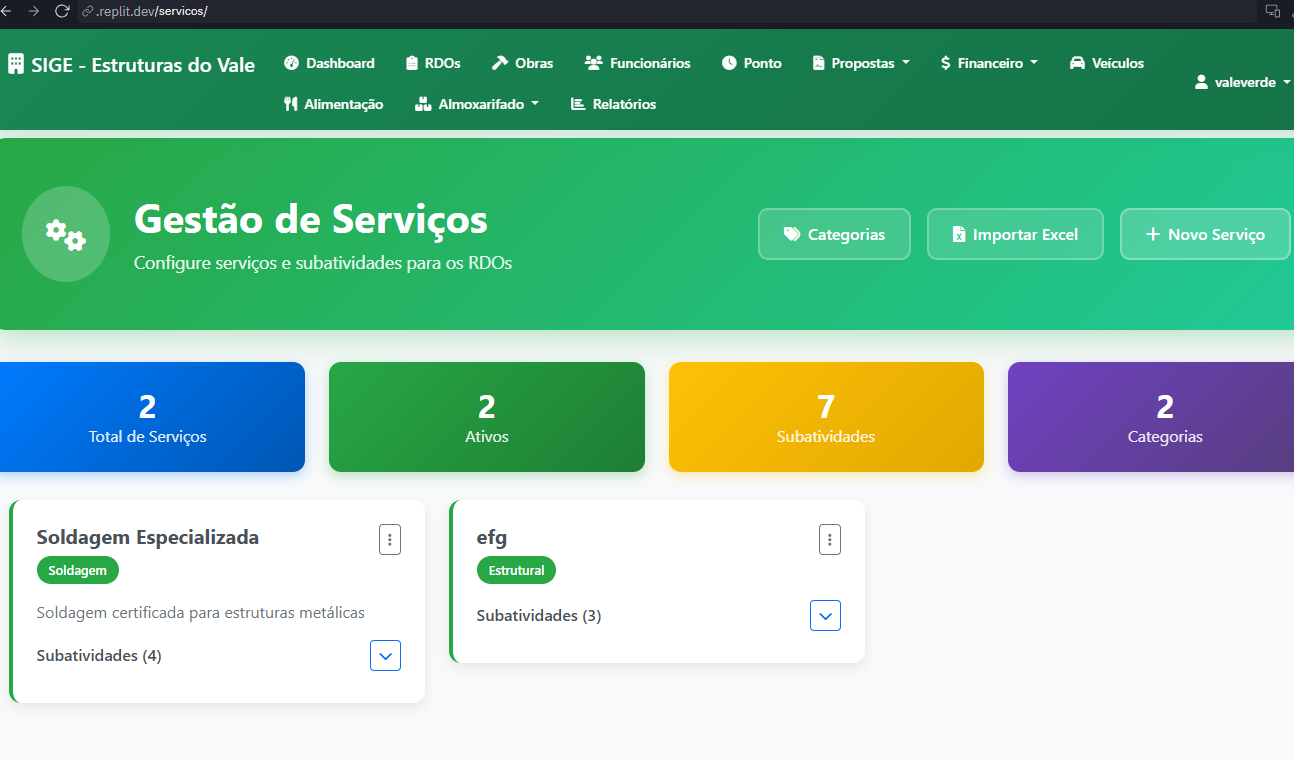 .replit.dev/servicos/
SIGE - Estruturas do Vale
Dashboard RDOs Obras Funcionários Ponto Propostas Financeiro Veículos
Alimentação Almoxarifado Relatórios
valeverde
Gestão de Serviços
Configure serviços e subatividades para os RDOs
Categorias Importar Excel Novo Serviço
2 2 7 2
Total de Serviços Ativos Subatividades Categorias
Soldagem Especializada
Soldagem
Soldagem certificada para estruturas metálicas
Subatividades (4)
efg
Estrutural
Subatividades (3)